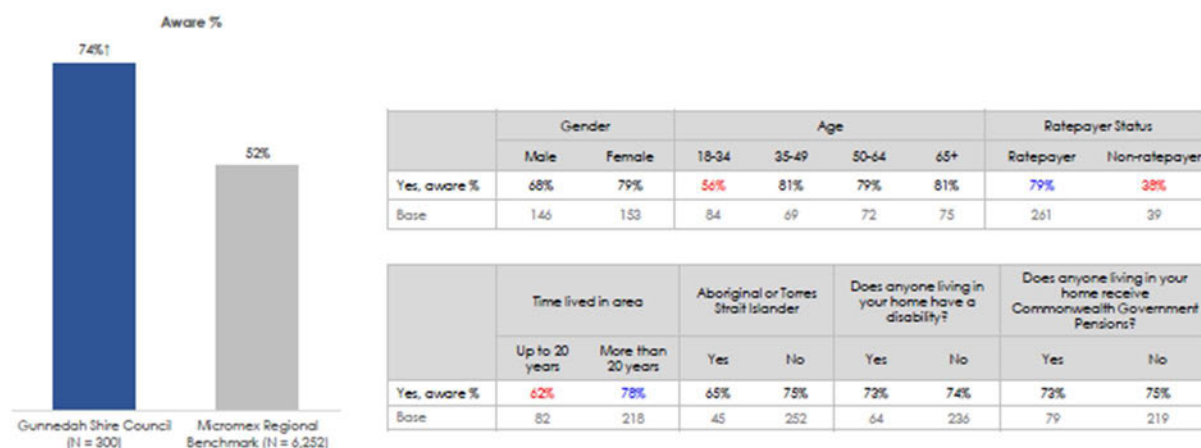 Aware %
74%↑
52%
Gunnedah Shire Council
(N = 300)
Micromex Regional
Benchmark (N = 6,252)
Gender Age Ratepayer Status
Male Female 18-34 35-49 50-64 65+ Ratepayer Non-ratepayer
Yes, aware % 68% 79% 56% 81% 79% 81% 79% 38%
Base 146 153 84 69 72 75 261 39
Time lived in area
Aboriginal or Torres
Strait Islander
Does anyone living in
your home have a
disability?
Does anyone living in your
home receive
Commonwealth Government
Pensions?
Up to 20
years
More than
20 years
Yes No Yes No Yes No
Yes, aware % 62% 78% 65% 75% 73% 74% 73% 75%
Base 82 218 45 252 64 236 79 219